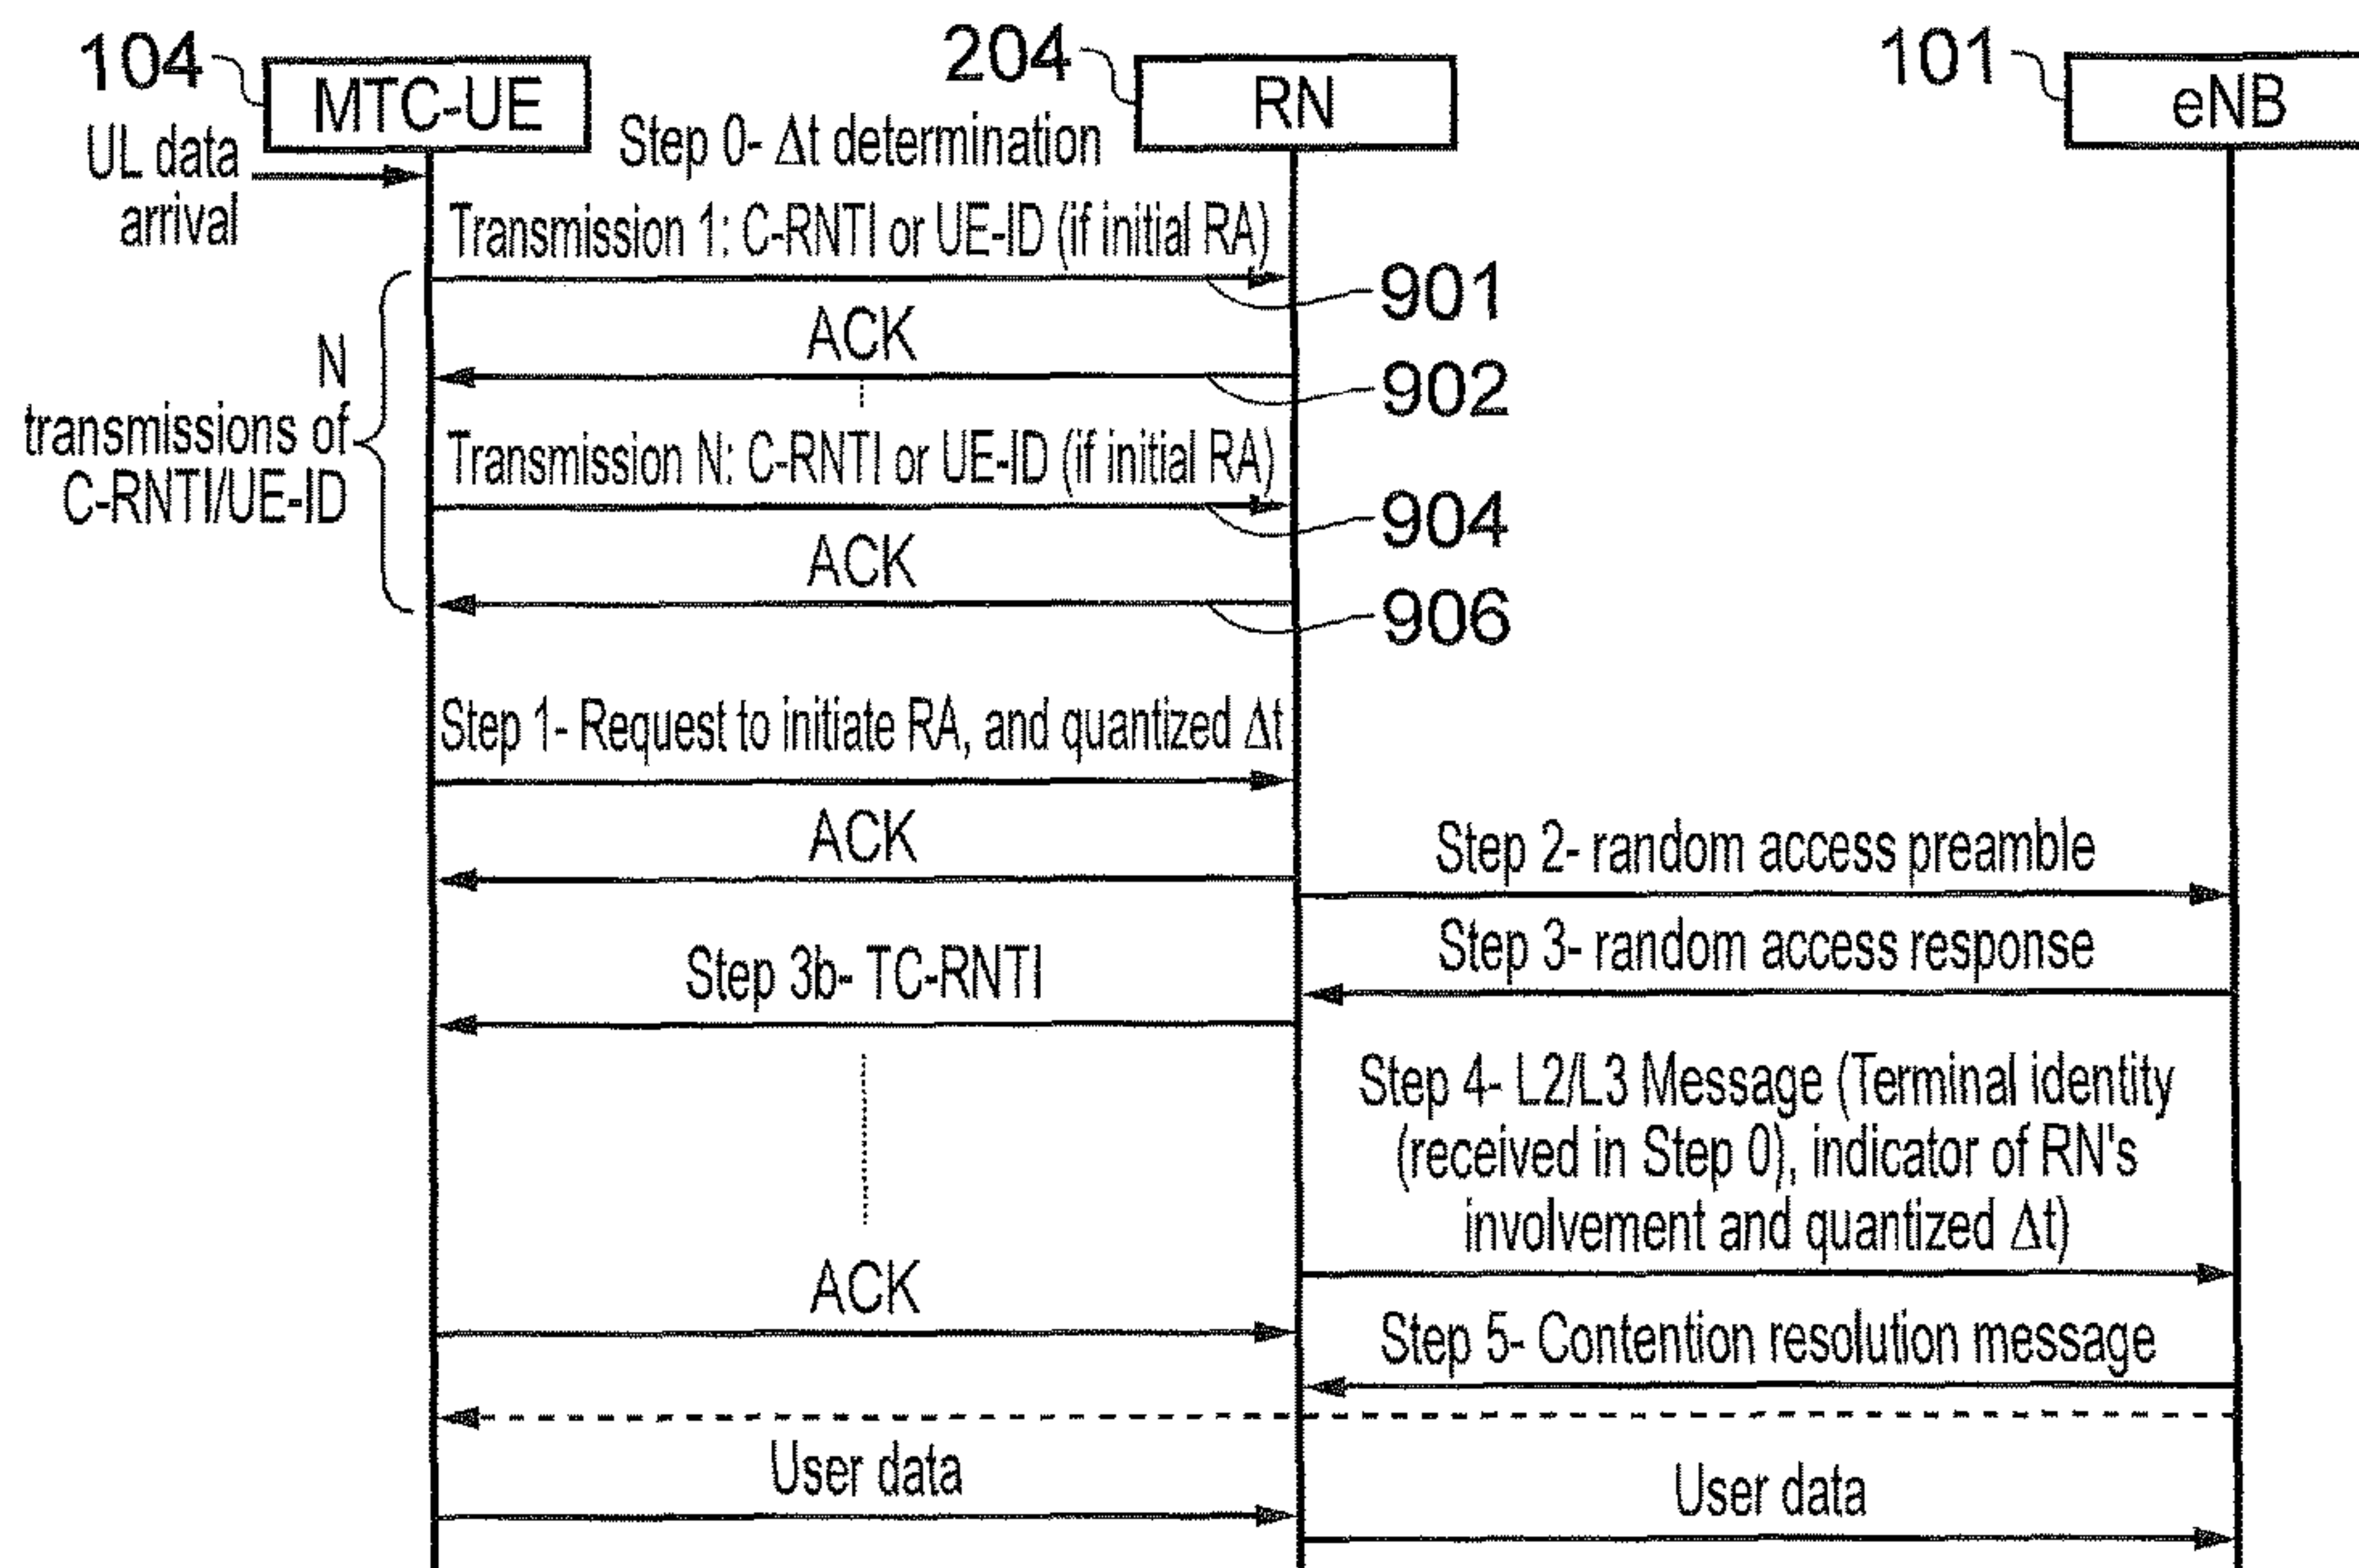 104
MTC-UE
204
RN
101
eNB
UL data
arrival
Step 0- Δt determination
Transmission 1: C-RNTI or UE-ID (if initial RA)
901
ACK
902
N
transmissions of
C-RNTI/UE-ID
Transmission N: C-RNTI or UE-ID (if initial RA)
904
ACK
906
Step 1- Request to initiate RA, and quantized Δt
ACK
Step 2- random access preamble
Step 3- random access response
Step 3b- TC-RNTI
Step 4- L2/L3 Message (Terminal identity
(received in Step 0), indicator of RN's
involvement and quantized Δt)
ACK
Step 5- Contention resolution message
User data
User data